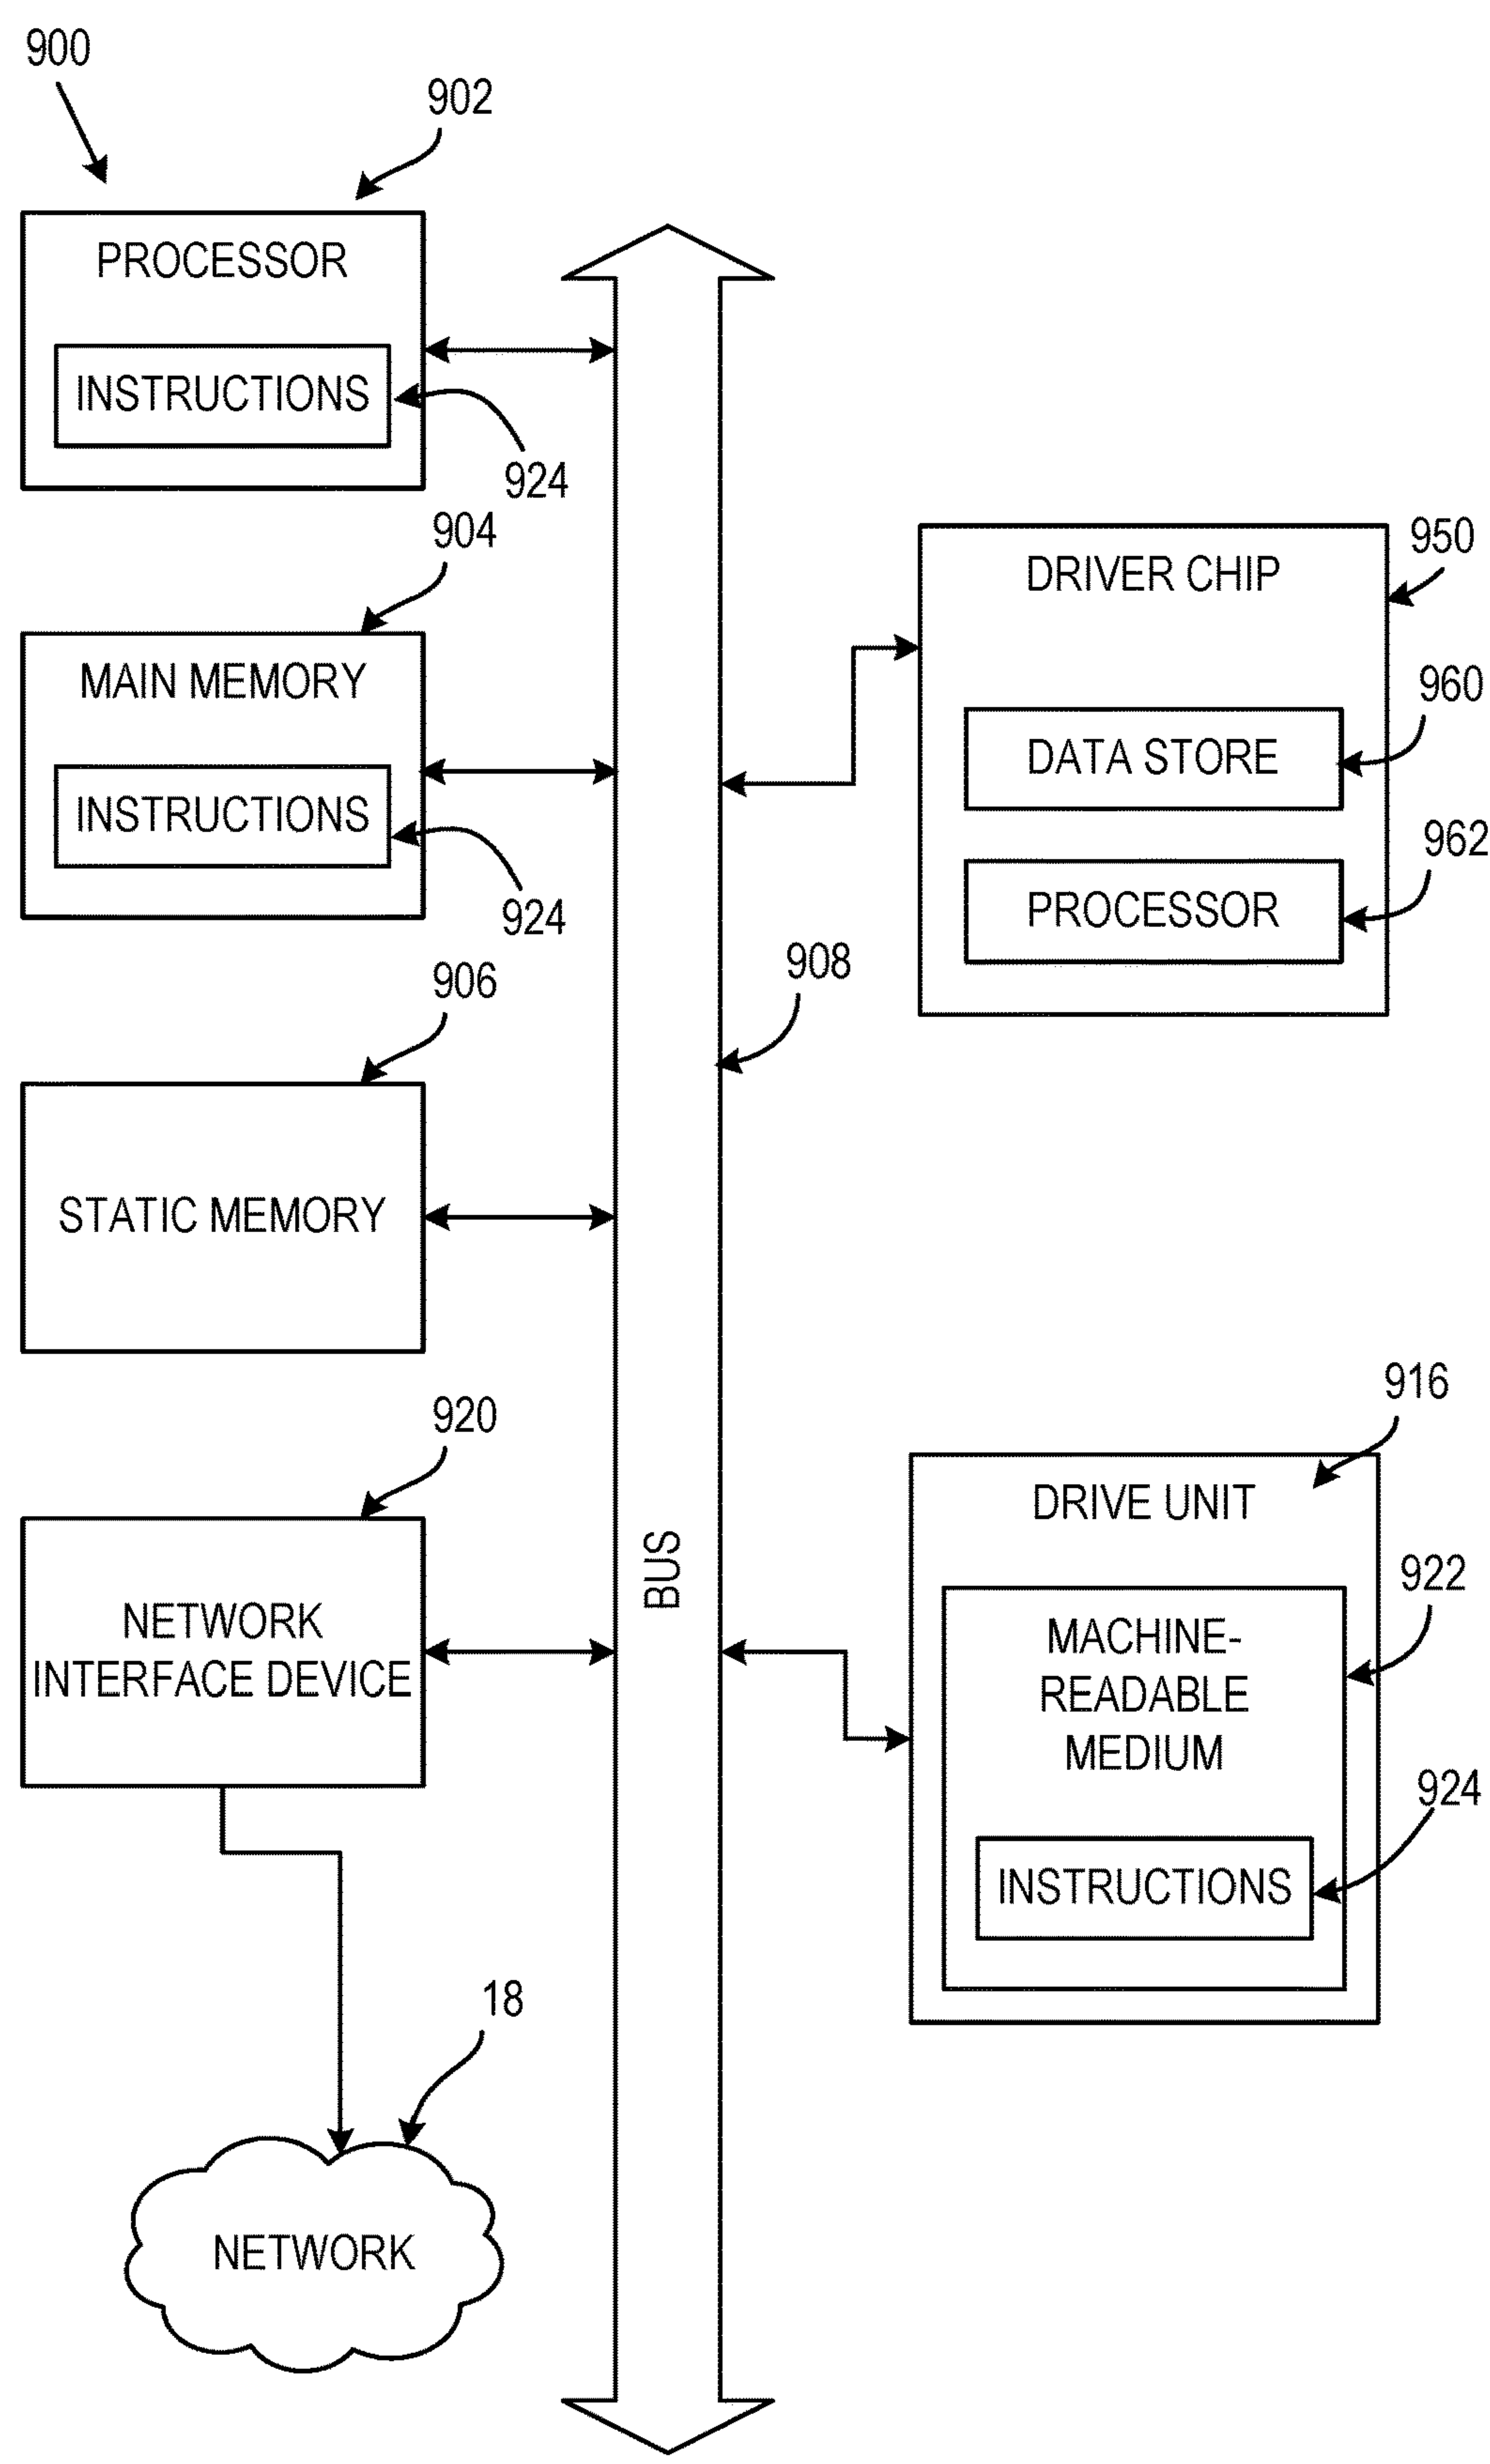 900
902
PROCESSOR
INSTRUCTIONS
924
904
MAIN MEMORY
INSTRUCTIONS
924
906
STATIC MEMORY
920
NETWORK
INTERFACE DEVICE
18
NETWORK
BUS
908
950
DRIVER CHIP
960
DATA STORE
962
PROCESSOR
916
DRIVE UNIT
922
MACHINE-
READABLE
MEDIUM
924
INSTRUCTIONS